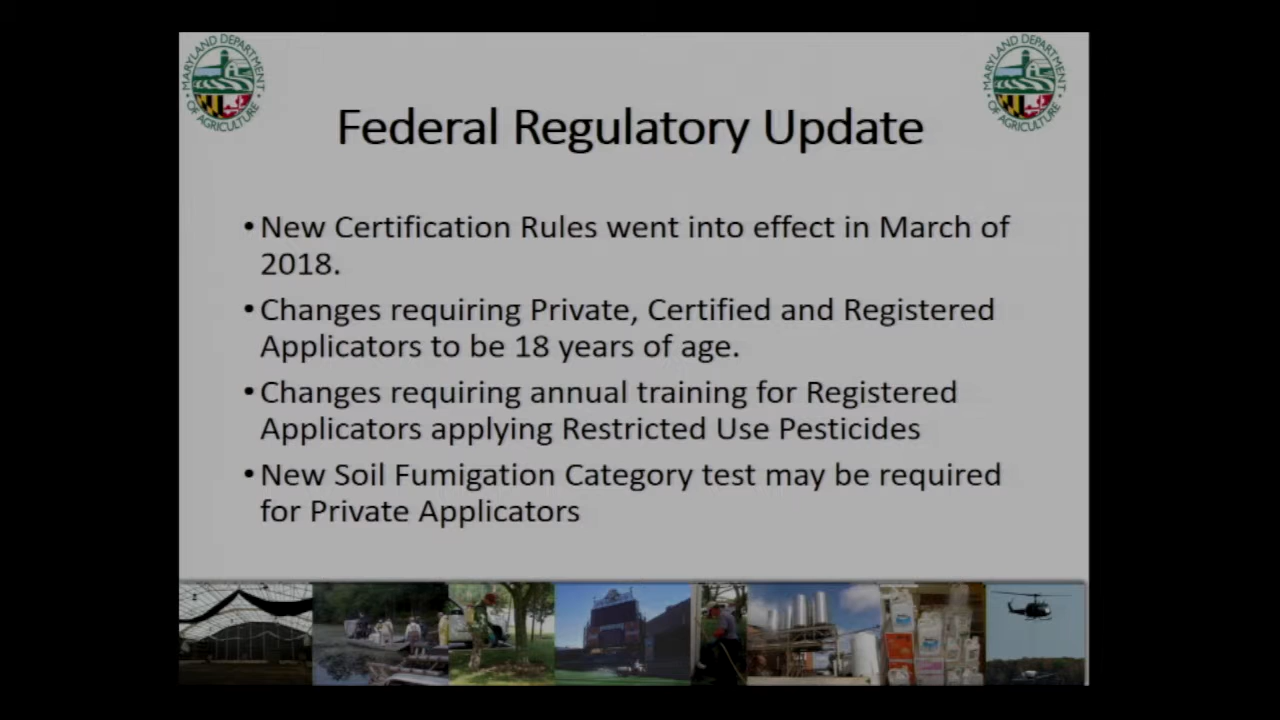 MARYLAND DEPARTMENT OF AGRICULTURE
MARYLAND DEPARTMENT OF AGRICULTURE
Federal Regulatory Update
• New Certification Rules went into effect in March of
2018.
• Changes requiring Private, Certified and Registered
Applicators to be 18 years of age.
• Changes requiring annual training for Registered
Applicators applying Restricted Use Pesticides
• New Soil Fumigation Category test may be required
for Private Applicators